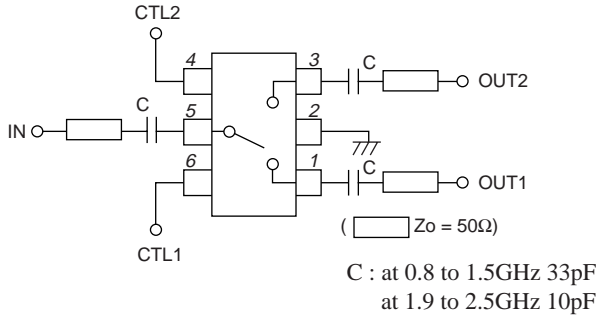 CTL2
4
3
C
OUT2
C
IN
5
2
6
1
C
OUT1
CTL1
( Zo = 50Ω)
C : at 0.8 to 1.5GHz 33pF
at 1.9 to 2.5GHz 10pF